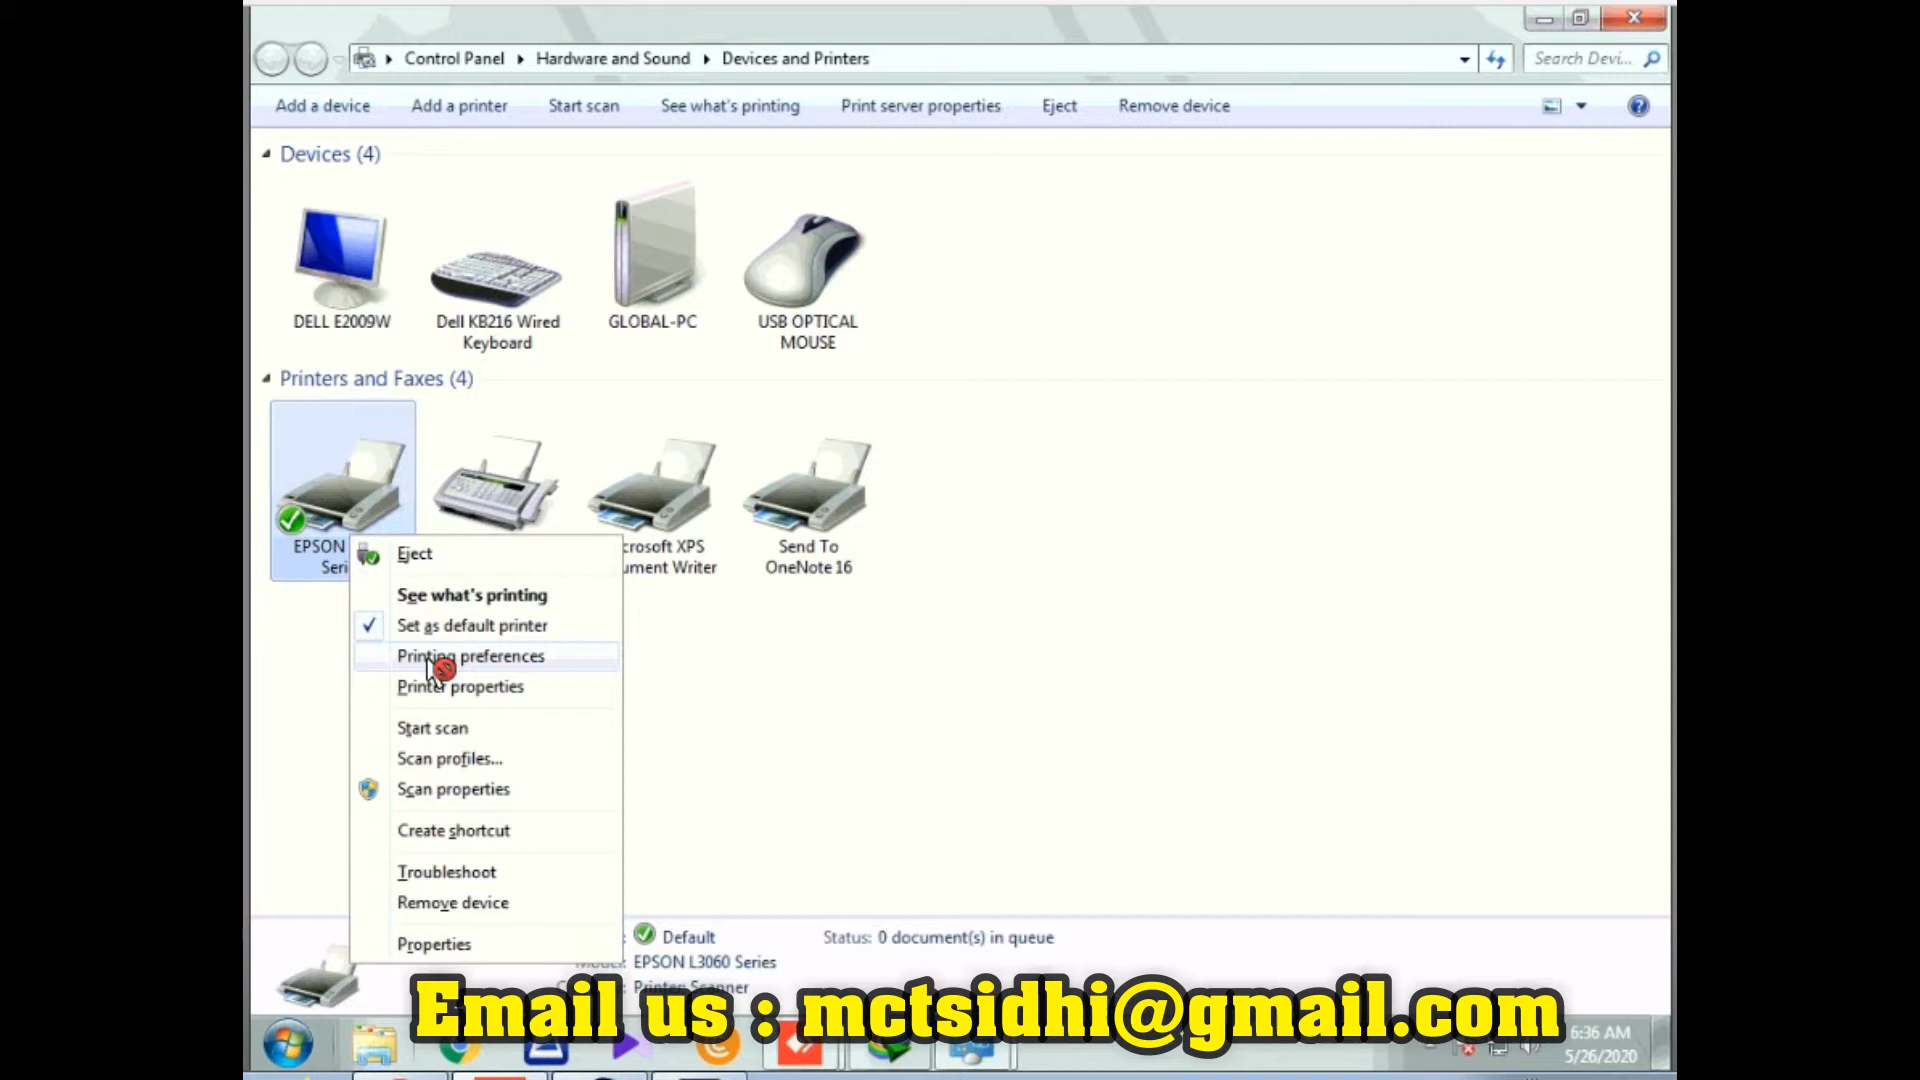 Control Panel Hardware and Sound Devices and Printers Search Devi...
Add a device Add a printer Start scan See what's printing Print server properties Eject Remove device
Devices (4)
DELL E2009W
Dell KB216 Wired
Keyboard
GLOBAL-PC
USB OPTICAL
MOUSE
Printers and Faxes (4)
EPSON
Seri
crosoft XPS
ument Writer
Send To
OneNote 16
Eject
See what's printing
Set as default printer
Printing preferences
Printer properties
Start scan
Scan profiles...
Scan properties
Create shortcut
Troubleshoot
Remove device
Properties
Default
Status: 0 document(s) in queue
EPSON L3060 Series
Printer Scanner
Email us : mctsidhi@gmail.com
6:36 AM
5/26/2020